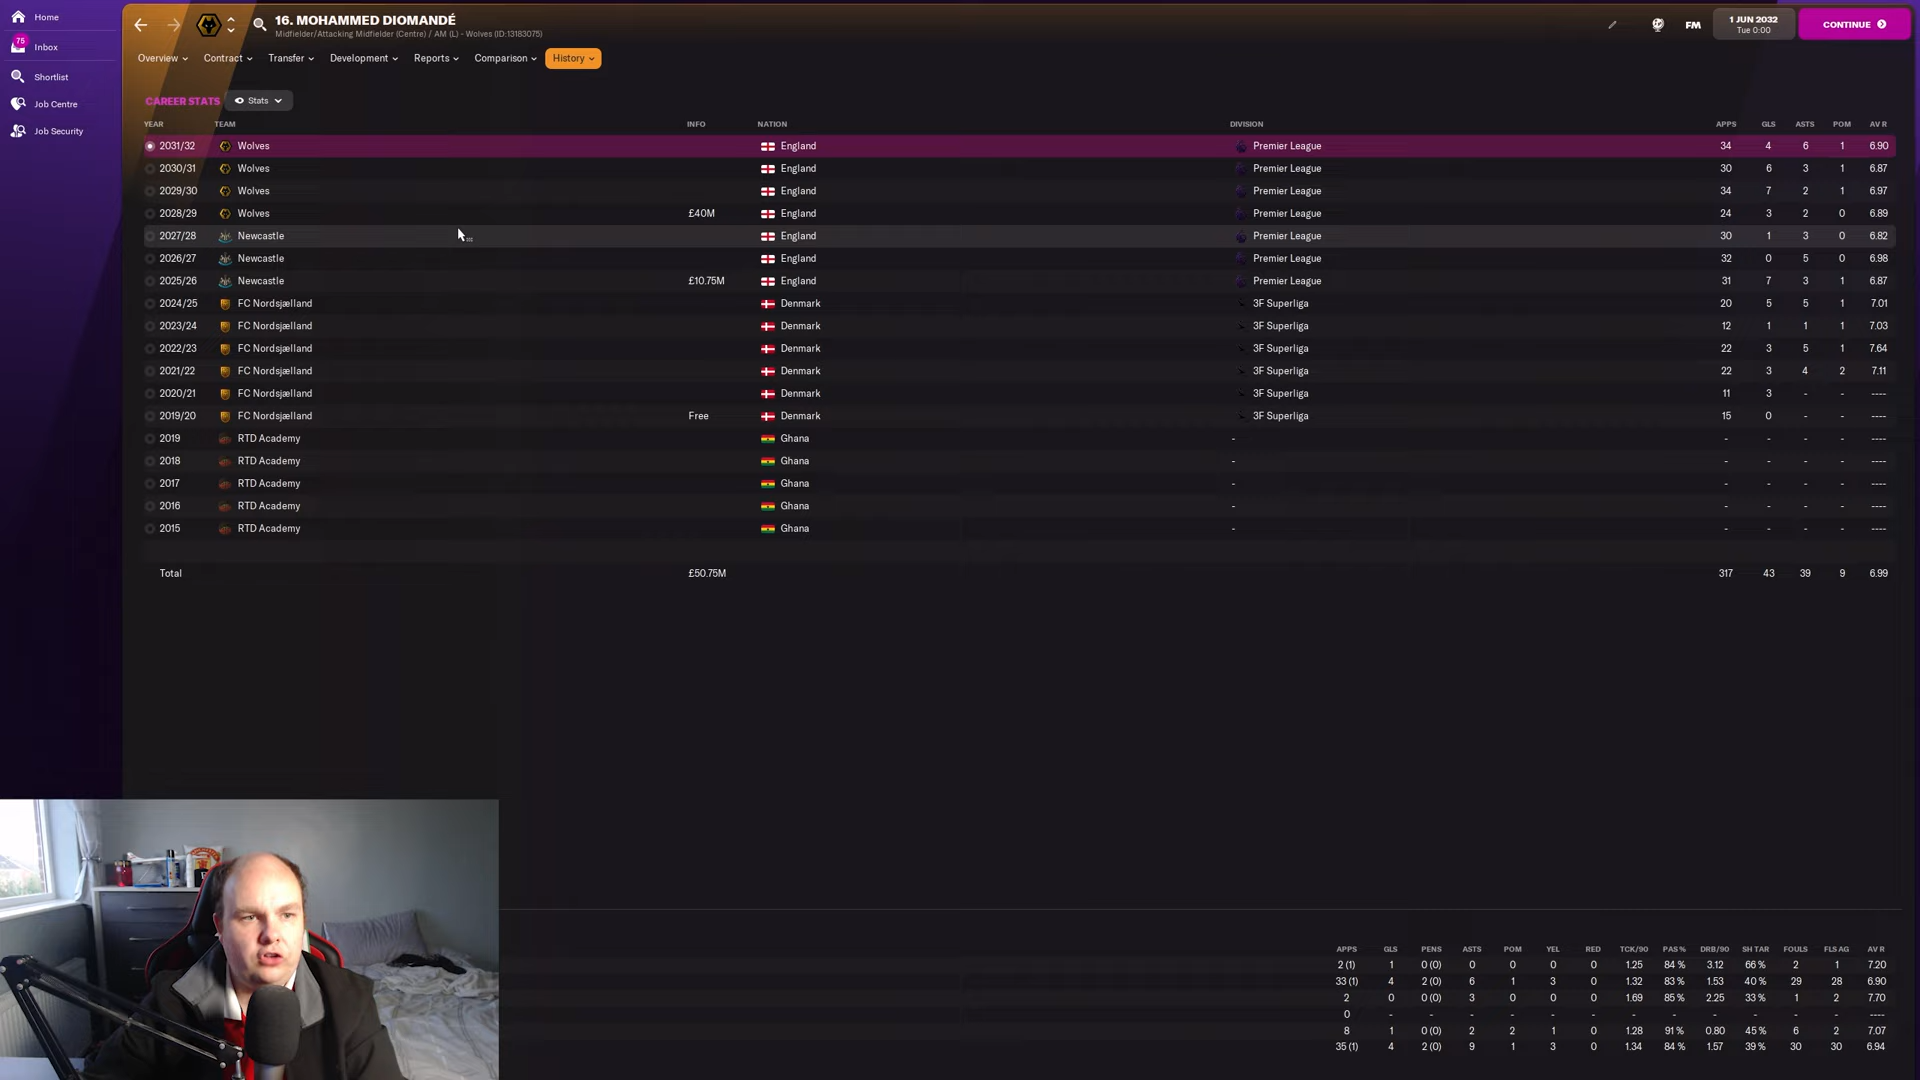 Home
75
Inbox
Shortlist
Job Centre
Job Security
16. MOHAMMED DIOMANDÉ
Midfielder/Attacking Midfielder (Centre) / AM (L) - Wolves (ID:13183075)
FM
1 JUN 2032
Tue 0:00
CONTINUE
Overview Contract Transfer Development Reports Comparison History
CAREER STATS Stats
YEAR TEAM INFO NATION DIVISION APPS GLS ASTS POM AV R
2031/32 Wolves England Premier League 34 4 6 1 6.90
2030/31 Wolves England Premier League 30 6 3 1 6.87
2029/30 Wolves England Premier League 34 7 2 1 6.97
2028/29 Wolves £40M England Premier League 24 3 2 0 6.89
2027/28 Newcastle England Premier League 30 1 3 0 6.82
2026/27 Newcastle England Premier League 32 0 5 0 6.98
2025/26 Newcastle £10.75M England Premier League 31 7 3 1 6.87
2024/25 FC Nordsjælland Denmark 3F Superliga 20 5 5 1 7.01
2023/24 FC Nordsjælland Denmark 3F Superliga 12 1 1 1 7.03
2022/23 FC Nordsjælland Denmark 3F Superliga 22 3 5 1 7.64
2021/22 FC Nordsjælland Denmark 3F Superliga 22 3 4 2 7.11
2020/21 FC Nordsjælland Denmark 3F Superliga 11 3 - - ----
2019/20 FC Nordsjælland Free Denmark 3F Superliga 15 0 - - ----
2019 RTD Academy Ghana - - - - - ----
2018 RTD Academy Ghana - - - - - ----
2017 RTD Academy Ghana - - - - - ----
2016 RTD Academy Ghana - - - - - ----
2015 RTD Academy Ghana - - - - - ----
Total £50.75M 317 43 39 9 6.99
APPS GLS PENS ASTS POM YEL RED TCK/90 PAS % DRB/90 SH TAR FOULS FLS AG AV R
2 (1) 1 0 (0) 0 0 0 0 1.25 84 % 3.12 66 % 2 1 7.20
33 (1) 4 2 (0) 6 1 3 0 1.32 83 % 1.53 40 % 29 28 6.90
2 0 0 (0) 3 0 0 0 1.69 85 % 2.25 33 % 1 2 7.70
0 - - - - - - - - - - - - ----
8 1 0 (0) 2 2 1 0 1.28 91 % 0.80 45 % 6 2 7.07
35 (1) 4 2 (0) 9 1 3 0 1.34 84 % 1.57 39 % 30 30 6.94